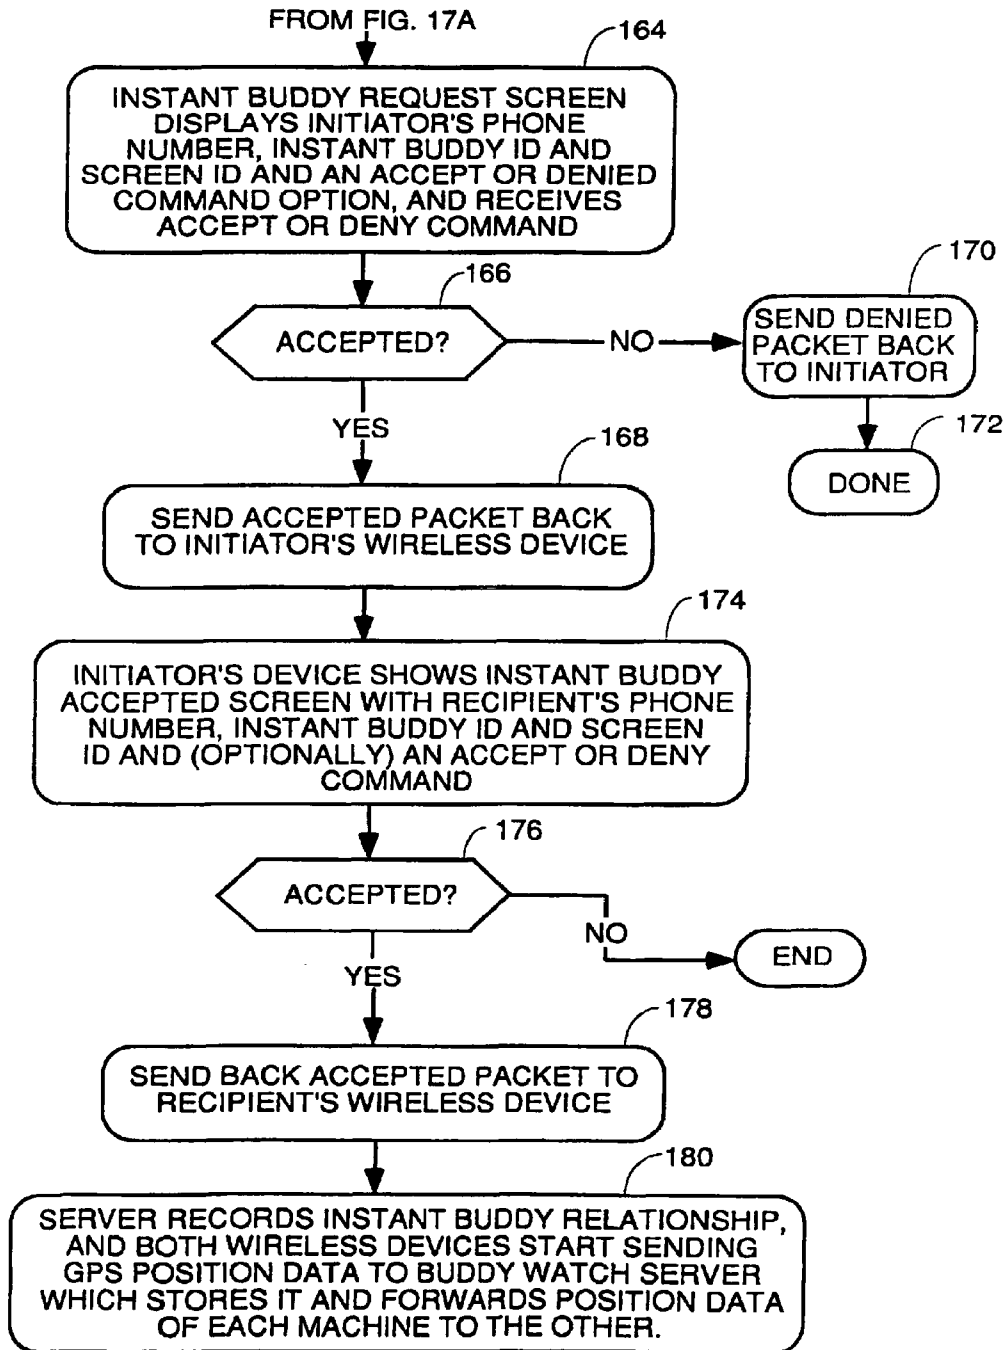 FROM FIG. 17A
164
INSTANT BUDDY REQUEST SCREEN
DISPLAYS INITIATOR'S PHONE
NUMBER, INSTANT BUDDY ID AND
SCREEN ID AND AN ACCEPT OR DENIED
COMMAND OPTION, AND RECEIVES
ACCEPT OR DENY COMMAND
166
ACCEPTED?
NO
170
SEND DENIED
PACKET BACK
TO INITIATOR
172
DONE
YES
168
SEND ACCEPTED PACKET BACK
TO INITIATOR'S WIRELESS DEVICE
174
INITIATOR'S DEVICE SHOWS INSTANT BUDDY
ACCEPTED SCREEN WITH RECIPIENT'S PHONE
NUMBER, INSTANT BUDDY ID AND SCREEN
ID AND (OPTIONALLY) AN ACCEPT OR DENY
COMMAND
176
ACCEPTED?
NO
END
YES
178
SEND BACK ACCEPTED PACKET TO
RECIPIENT'S WIRELESS DEVICE
180
SERVER RECORDS INSTANT BUDDY RELATIONSHIP,
AND BOTH WIRELESS DEVICES START SENDING
GPS POSITION DATA TO BUDDY WATCH SERVER
WHICH STORES IT AND FORWARDS POSITION DATA
OF EACH MACHINE TO THE OTHER.